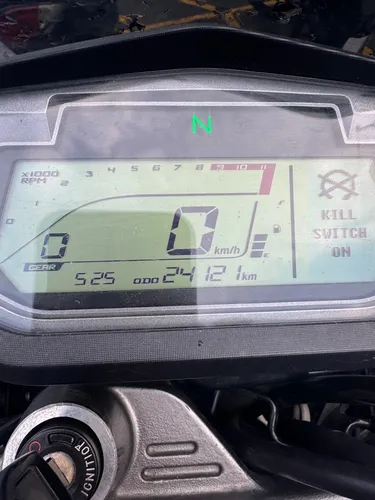 N
x1000
RPM
0 2 3 4 5 6 7 8 9 10 11
F
0 0 km/h
E
GEAR
5:25 ODO 24121 km
KILL
SWITCH
ON
IGNITION